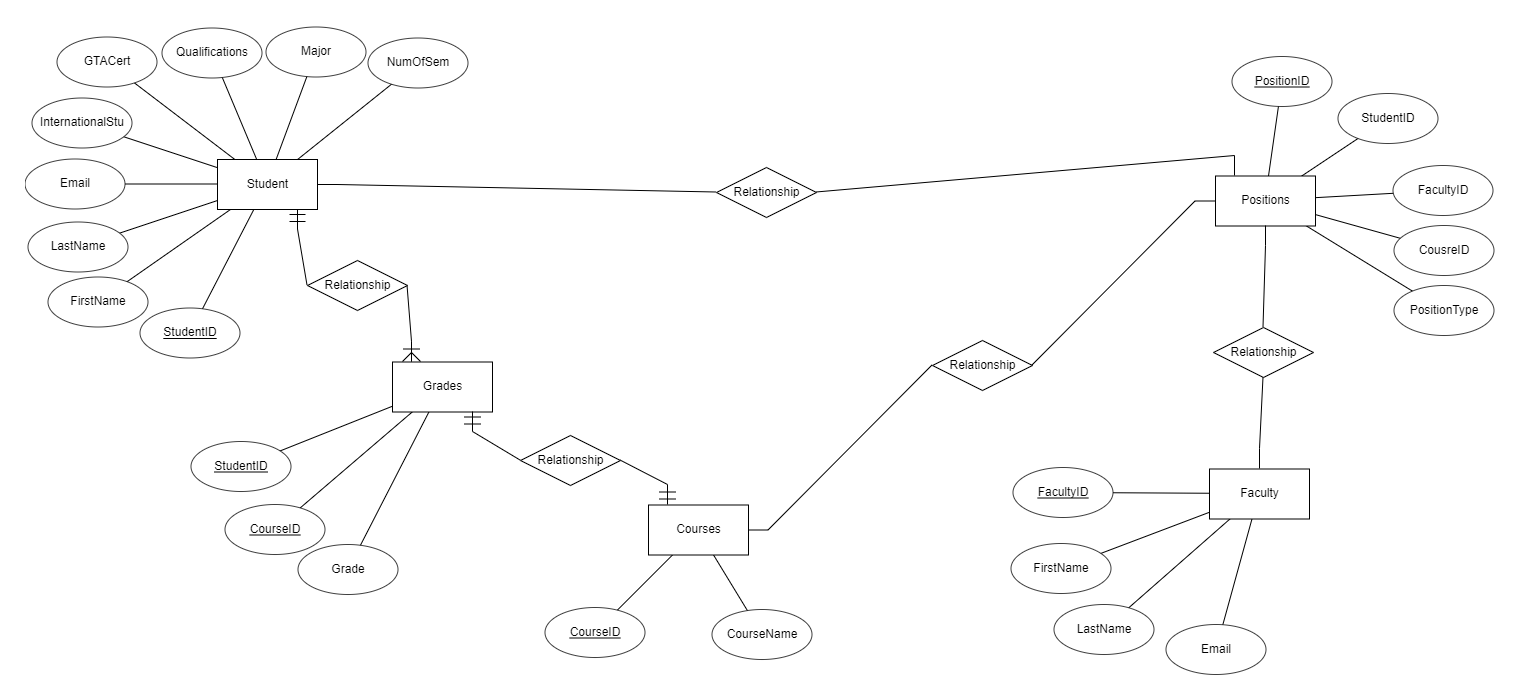 GTACert
Qualifications
Major
NumOfSem
InternationalStu
Email
LastName
FirstName
StudentID
Student
Relationship
PositionID
StudentID
FacultyID
CousreID
PositionType
Positions
Relationship
Grades
StudentID
CourseID
Grade
Relationship
Courses
CourseID
CourseName
Relationship
Relationship
Faculty
FacultyID
FirstName
LastName
Email